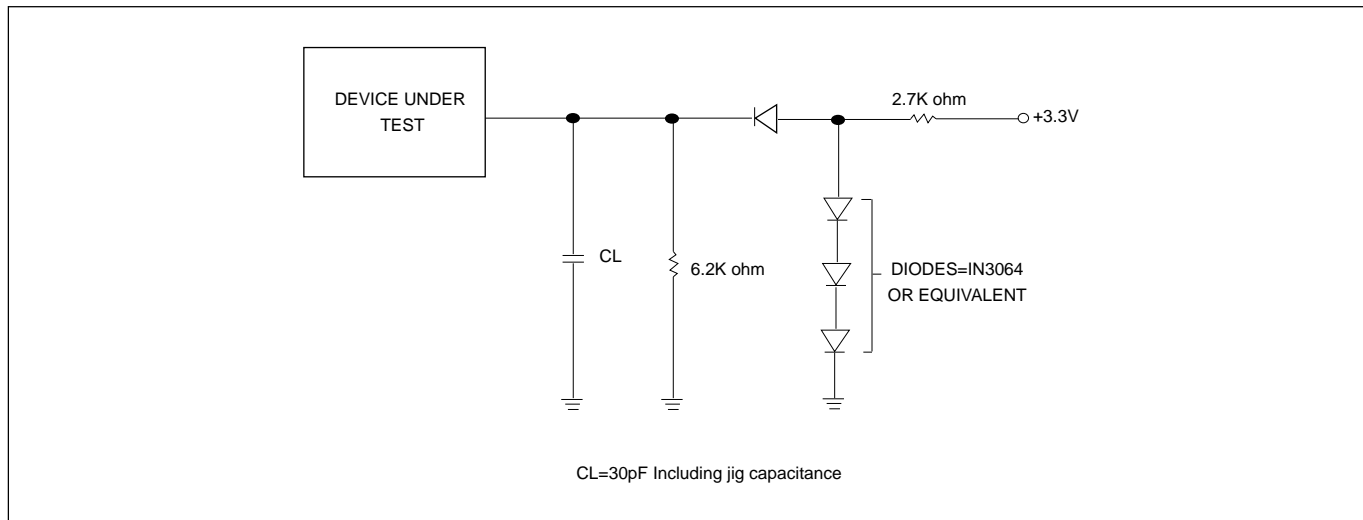 DEVICE UNDER
TEST
2.7K ohm
+3.3V
CL
6.2K ohm
DIODES=IN3064
OR EQUIVALENT
CL=30pF Including jig capacitance